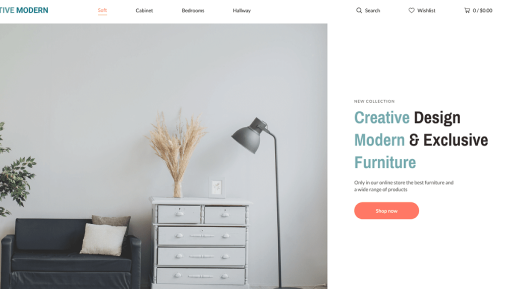 TIVE MODERN
Sofs
Cabinet
Bedrooms
Hallway
Search
Wishlist
0 / $0.00
NEW COLLECTION
Creative Design
Modern & Exclusive
Furniture
Only in our online store the best furniture and
a wide range of products
Shop now